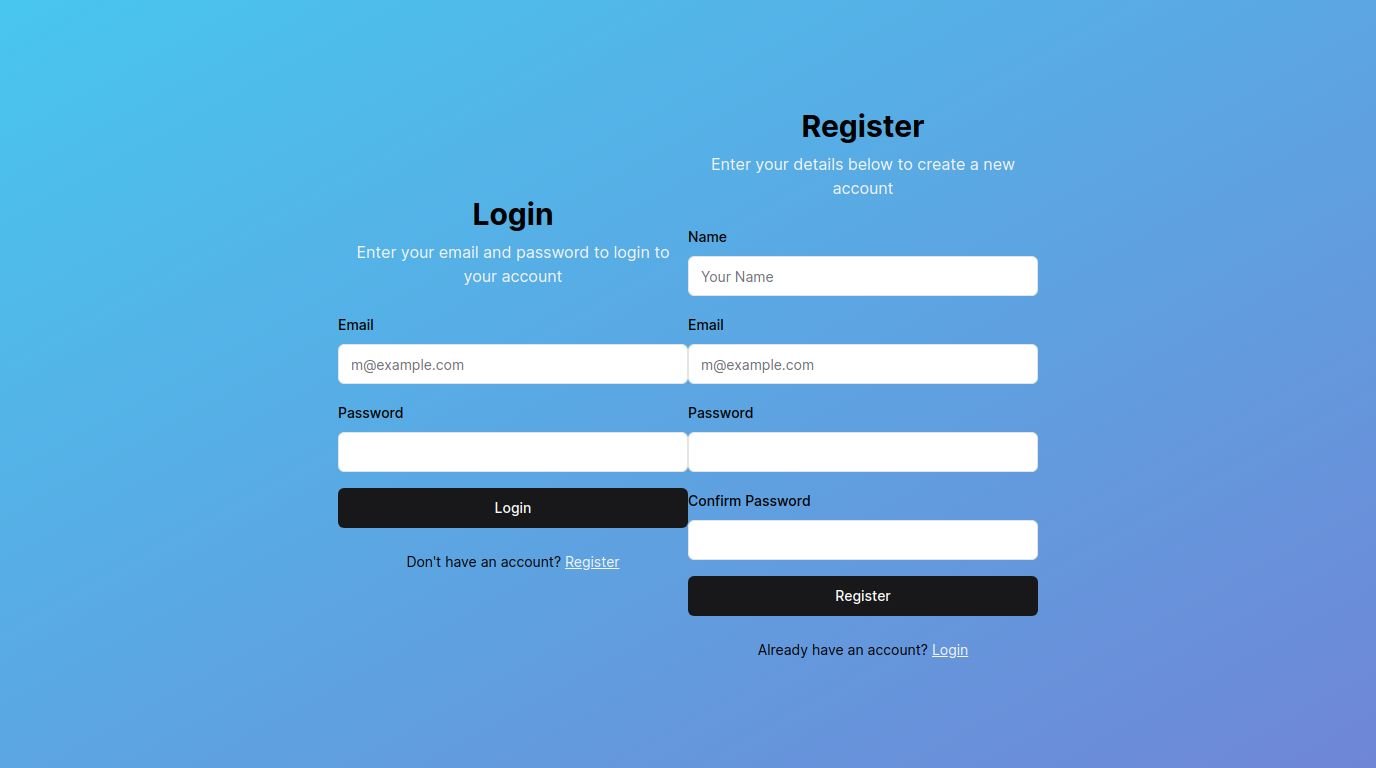 Login
Enter your email and password to login to
your account
Email
m@example.com
Password
Login
Don't have an account? Register
Register
Enter your details below to create a new
account
Name
Your Name
Email
m@example.com
Password
Confirm Password
Register
Already have an account? Login